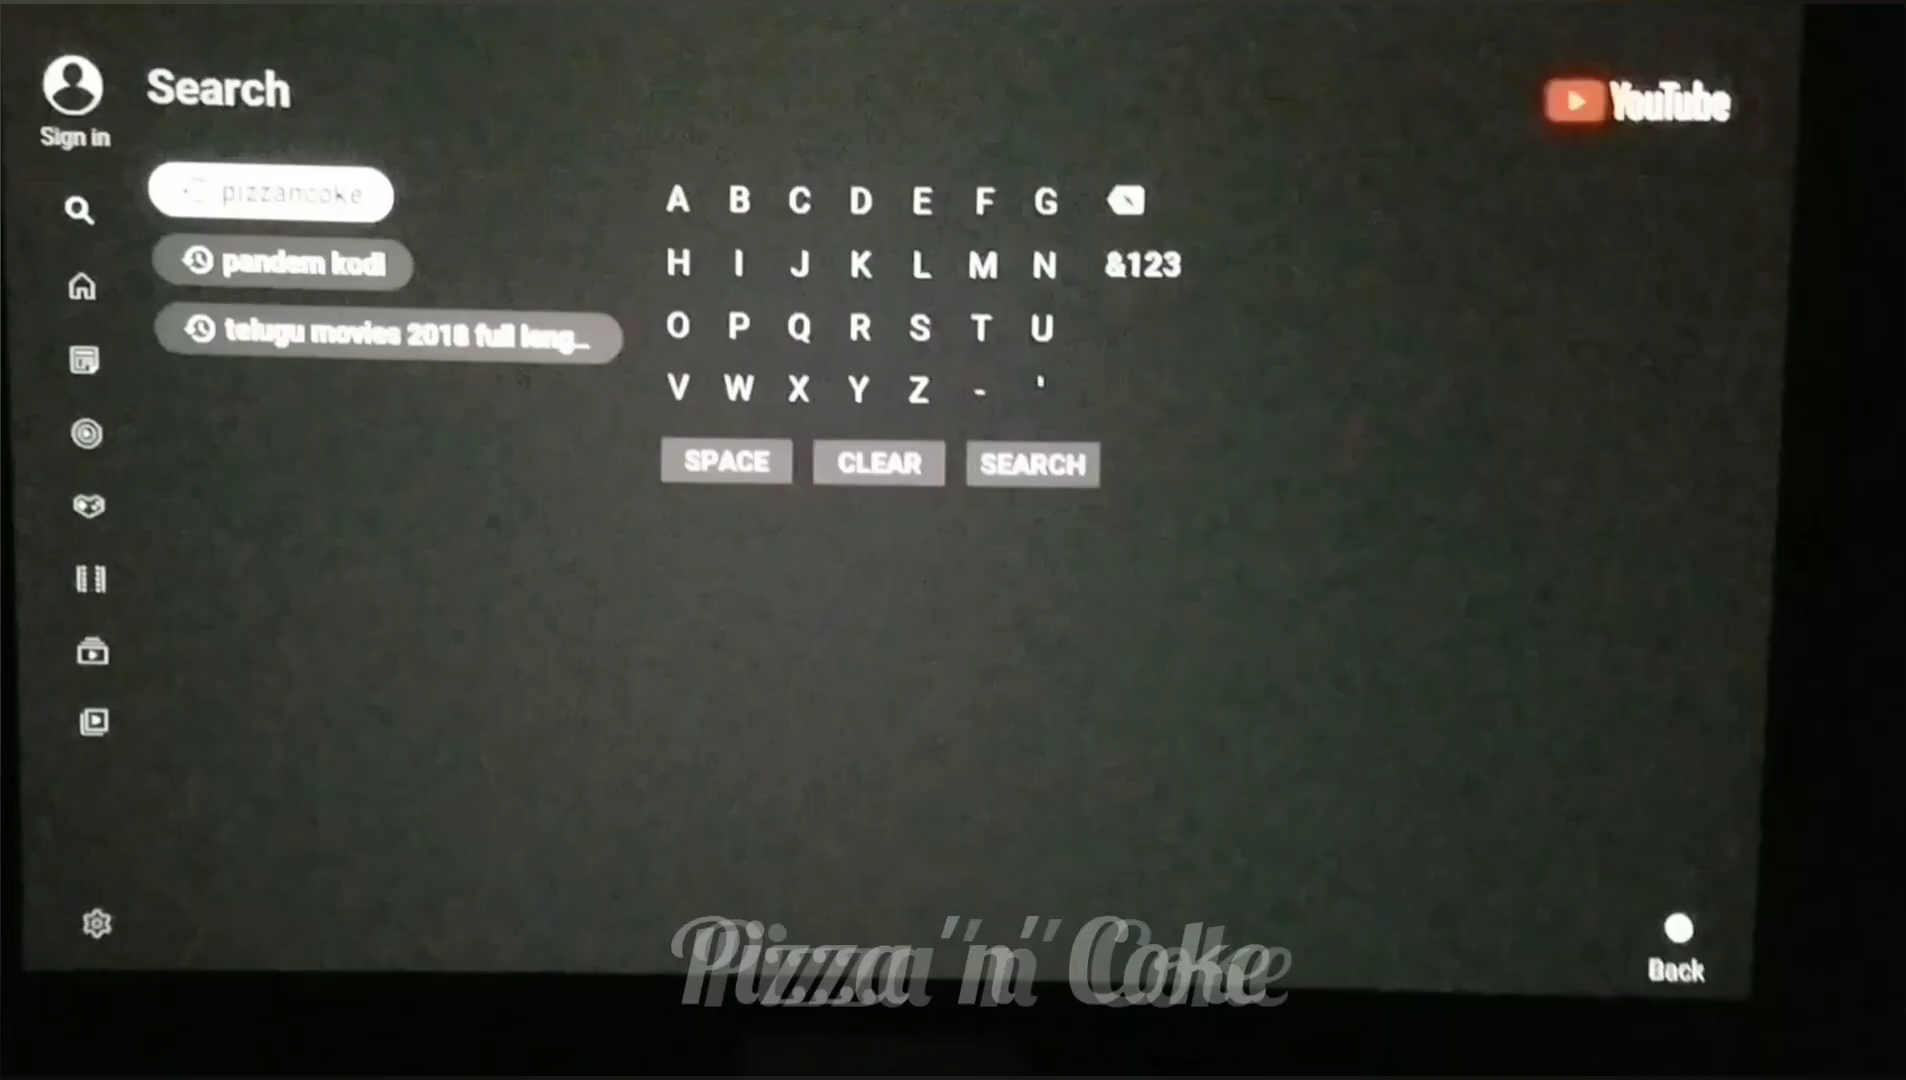 Search
YouTube
Sign in
pizzancoke
pandem kodi
telugu movies 2018 full leng...
A B C D E F G
H I J K L M N &123
O P Q R S T U
V W X Y Z - '
SPACE CLEAR SEARCH
Pizza "n" Coke
Back